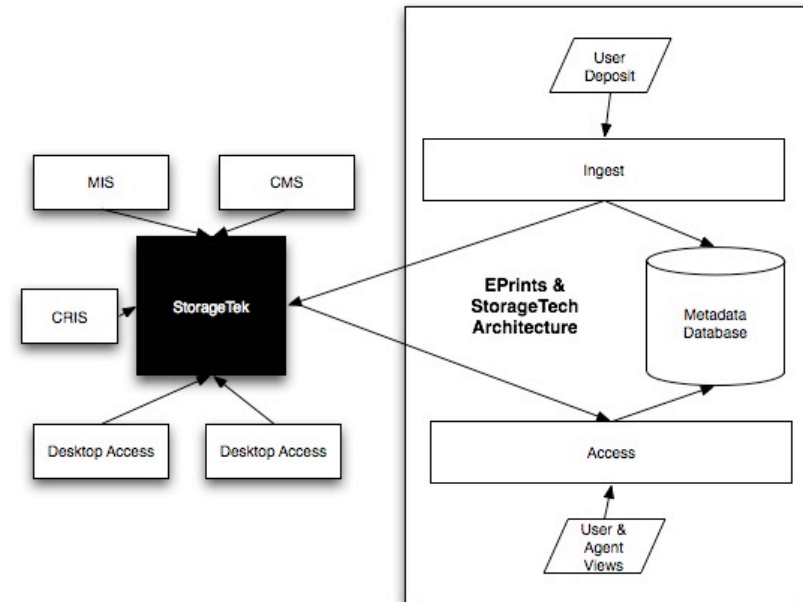 User
Deposit
Ingest
MIS
CMS
EPrints &
StorageTech
Architecture
StorageTek
Metadata
Database
CRIS
Desktop Access
Desktop Access
Access
User &
Agent
Views